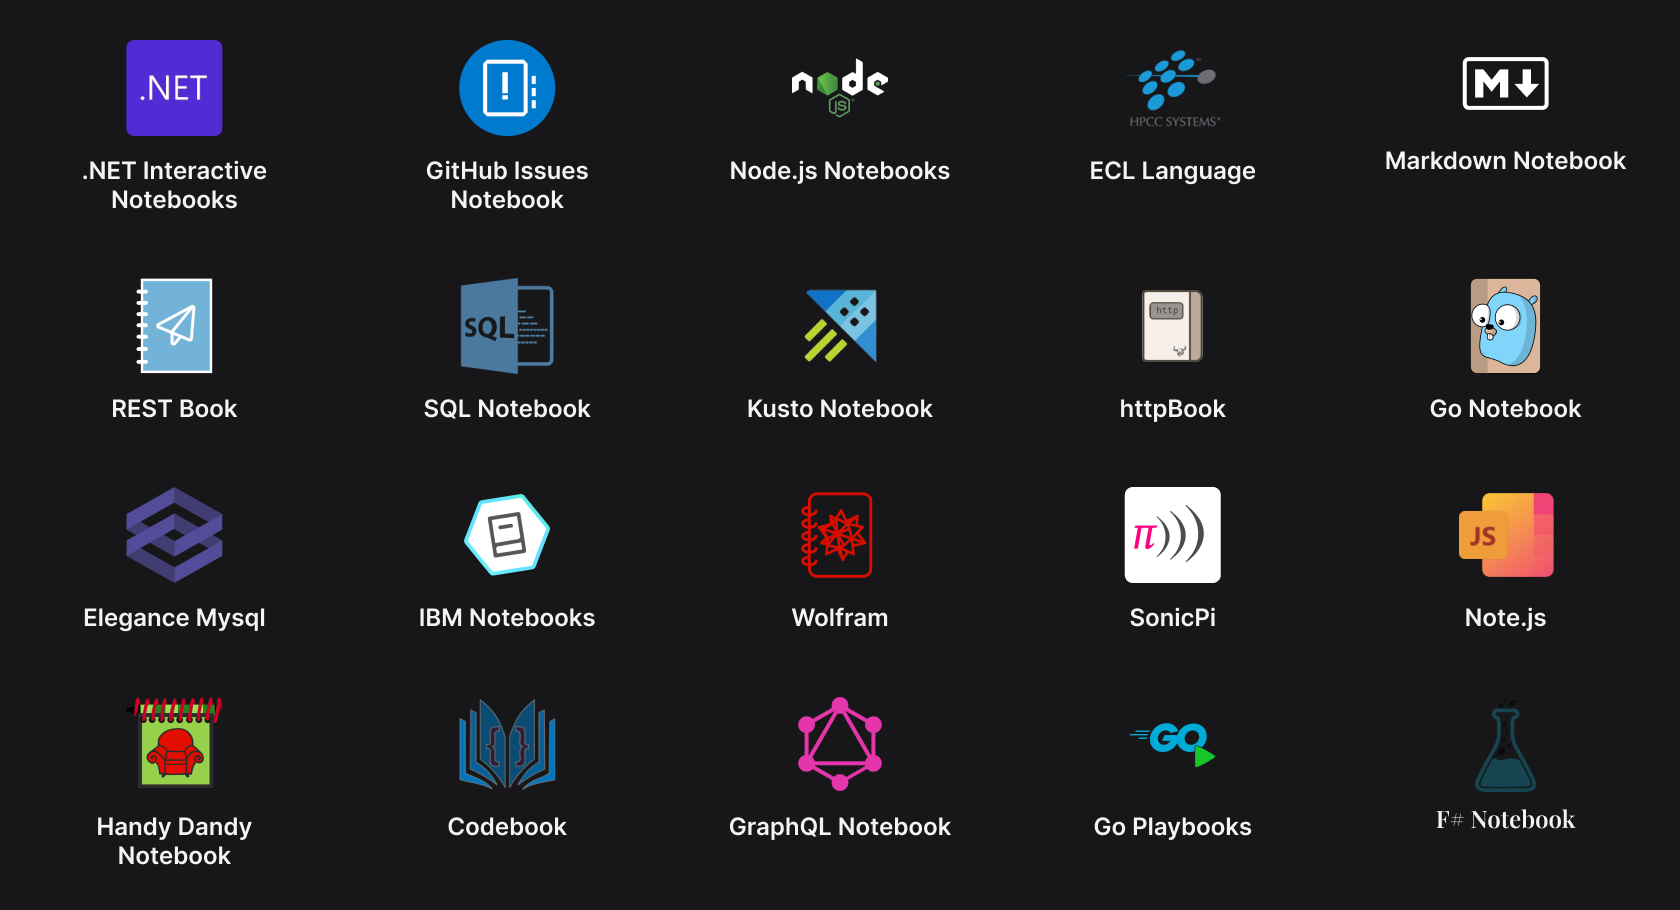 .NET
.NET Interactive
Notebooks
!
GitHub Issues
Notebook
node
JS
Node.js Notebooks
HPCC SYSTEMS®
ECL Language
M
Markdown Notebook
REST Book
SQL
SQL Notebook
Kusto Notebook
http
httpBook
Go Notebook
Elegance Mysql
IBM Notebooks
Wolfram
π)))
SonicPi
JS
Note.js
Handy Dandy
Notebook
{ }
Codebook
GraphQL Notebook
GO
Go Playbooks
F# Notebook